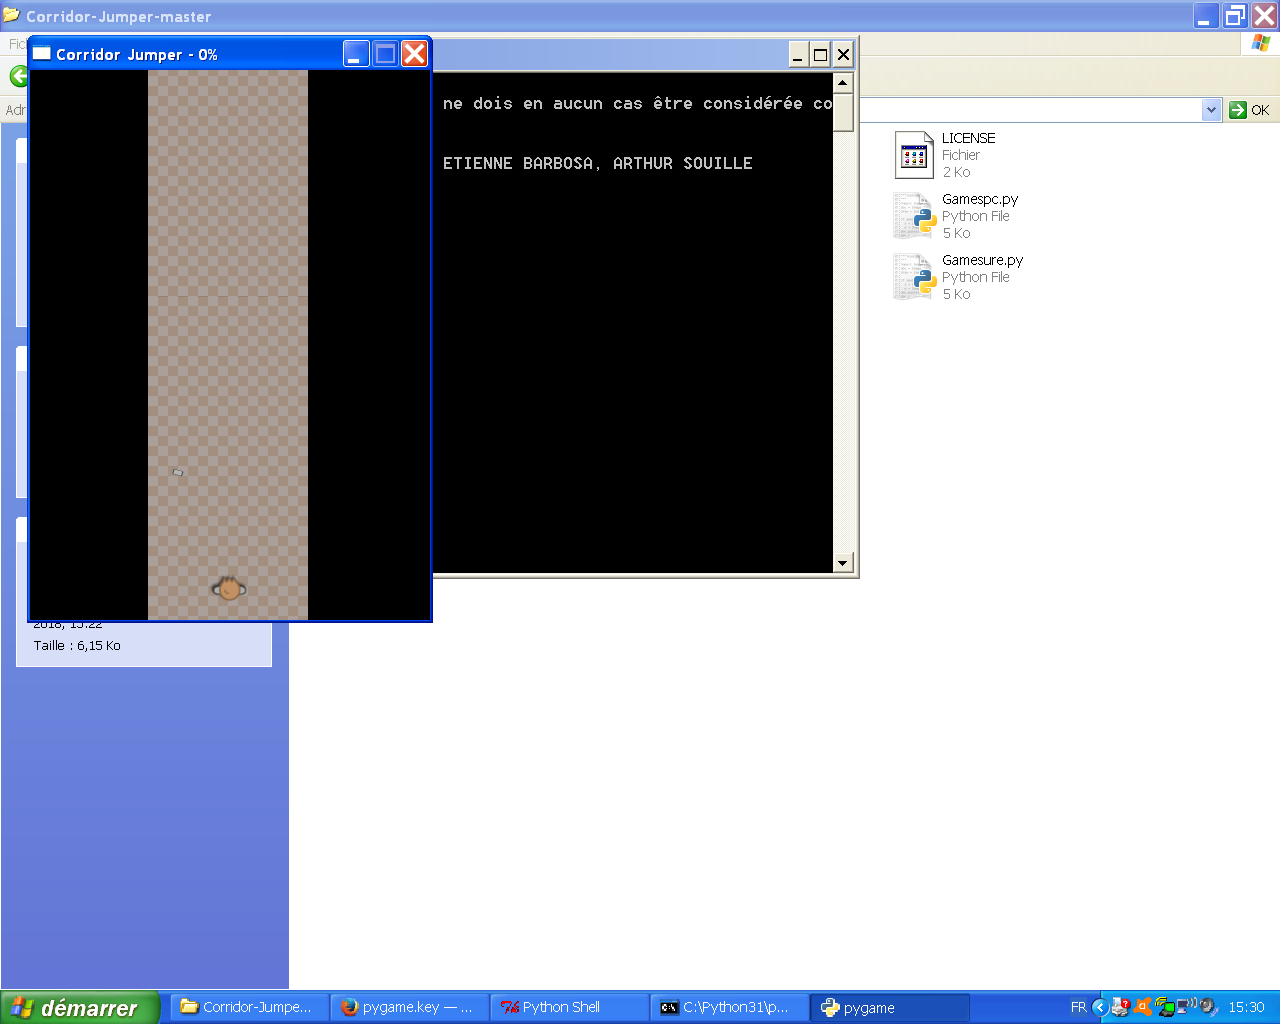 Corridor-Jumper-master
Fic
Corridor Jumper - 0%
Adr
OK
ne dois en aucun cas être considérée co
ETIENNE BARBOSA, ARTHUR SOUILLE
LICENSE
Fichier
2 Ko
Gamespc.py
Python File
5 Ko
Gamesure.py
Python File
5 Ko
2018, 15:22
Taille : 6,15 Ko
démarrer
Corridor-Jumpe...
pygame.key — ...
Python Shell
C:\Python31\p...
pygame
FR
15:30